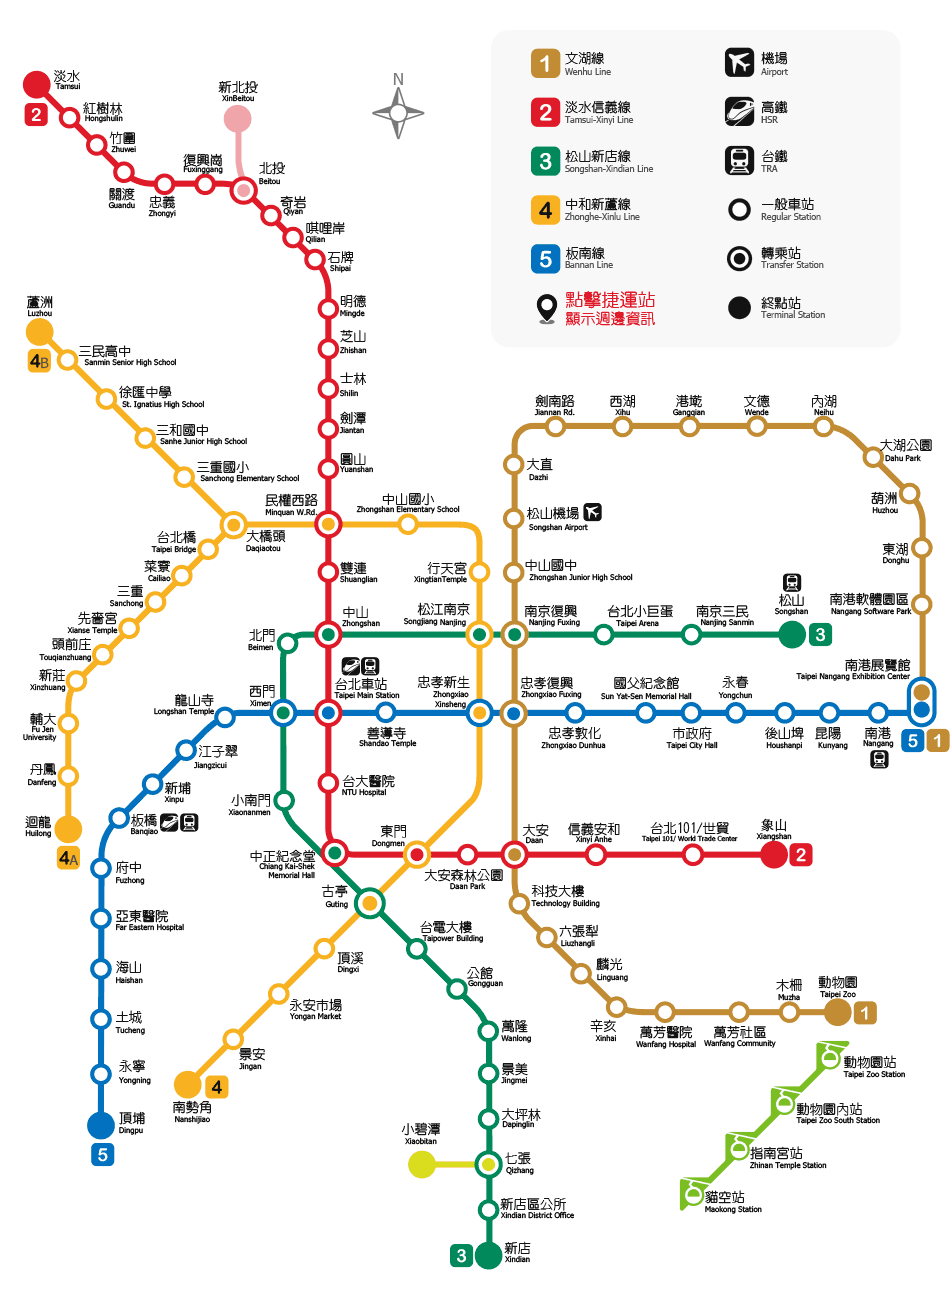 N
1 文湖線
Wenhu Line
2 淡水信義線
Tamsui-Xinyi Line
3 松山新店線
Songshan-Xindian Line
4 中和新蘆線
Zhonghe-Xinlu Line
5 板南線
Bannan Line
點擊捷運站
顯示週邊資訊
機場
Airport
高鐵
HSR
台鐵
TRA
一般車站
Regular Station
轉乘站
Transfer Station
終點站
Terminal Station
淡水
Tamsui
2
紅樹林
Hongshulin
竹圍
Zhuwei
關渡
Guandu
忠義
Zhongyi
復興崗
Fuxinggang
新北投
XinBeitou
北投
Beitou
奇岩
Qiyan
唭哩岸
Qilian
石牌
Shipai
明德
Mingde
芝山
Zhishan
士林
Shilin
劍潭
Jiantan
圓山
Yuanshan
民權西路
Minquan W.Rd.
雙連
Shuanglian
中山
Zhongshan
台北車站
Taipei Main Station
台大醫院
NTU Hospital
中正紀念堂
Chiang Kai-Shek
Memorial Hall
東門
Dongmen
大安森林公園
Daan Park
大安
Daan
信義安和
Xinyi Anhe
台北101/世貿
Taipei 101/ World Trade Center
象山
Xiangshan
2
蘆洲
Luzhou
4B
三民高中
Sanmin Senior High School
徐匯中學
St. Ignatius High School
三和國中
Sanhe Junior High School
三重國小
Sanchong Elementary School
大橋頭
Daqiaotou
台北橋
Taipei Bridge
菜寮
Cailiao
三重
Sanchong
先嗇宮
Xianse Temple
頭前庄
Touqianzhuang
新莊
Xinzhuang
輔大
Fu Jen
University
丹鳳
Danfeng
迴龍
Huilong
4A
中山國小
Zhongshan Elementary School
行天宮
XingtianTemple
松江南京
Songjiang Nanjing
忠孝新生
Zhongxiao
Xinsheng
古亭
Guting
頂溪
Dingxi
永安市場
Yongan Market
景安
Jingan
南勢角
Nanshijiao
4
劍南路
Jiannan Rd.
西湖
Xihu
港墘
Gangqian
文德
Wende
內湖
Neihu
大湖公園
Dahu Park
葫洲
Huzhou
東湖
Donghu
南港軟體園區
Nangang Software Park
南港展覽館
Taipei Nangang Exhibition Center
5 1
大直
Dazhi
松山機場
Songshan Airport
中山國中
Zhongshan Junior High School
南京復興
Nanjing Fuxing
忠孝復興
Zhongxiao Fuxing
科技大樓
Technology Building
六張犁
Liuzhangli
麟光
Linguang
辛亥
Xinhai
萬芳醫院
Wanfang Hospital
萬芳社區
Wanfang Community
木柵
Muzha
動物園
Taipei Zoo
1
台北小巨蛋
Taipei Arena
南京三民
Nanjing Sanmin
松山
Songshan
3
北門
Beimen
西門
Ximen
小南門
Xiaonanmen
台電大樓
Taipower Building
公館
Gongguan
萬隆
Wanlong
景美
Jingmei
大坪林
Dapinglin
小碧潭
Xiaobitan
七張
Qizhang
新店區公所
Xindian District Office
3
新店
Xindian
龍山寺
Longshan Temple
江子翠
Jiangzicui
新埔
Xinpu
板橋
Banqiao
府中
Fuzhong
亞東醫院
Far Eastern Hospital
海山
Haishan
土城
Tucheng
永寧
Yongning
頂埔
Dingpu
5
善導寺
Shandao Temple
忠孝敦化
Zhongxiao Dunhua
國父紀念館
Sun Yat-Sen Memorial Hall
市政府
Taipei City Hall
永春
Yongchun
後山埤
Houshanpi
昆陽
Kunyang
南港
Nangang
動物園站
Taipei Zoo Station
動物園內站
Taipei Zoo South Station
指南宮站
Zhinan Temple Station
貓空站
Maokong Station